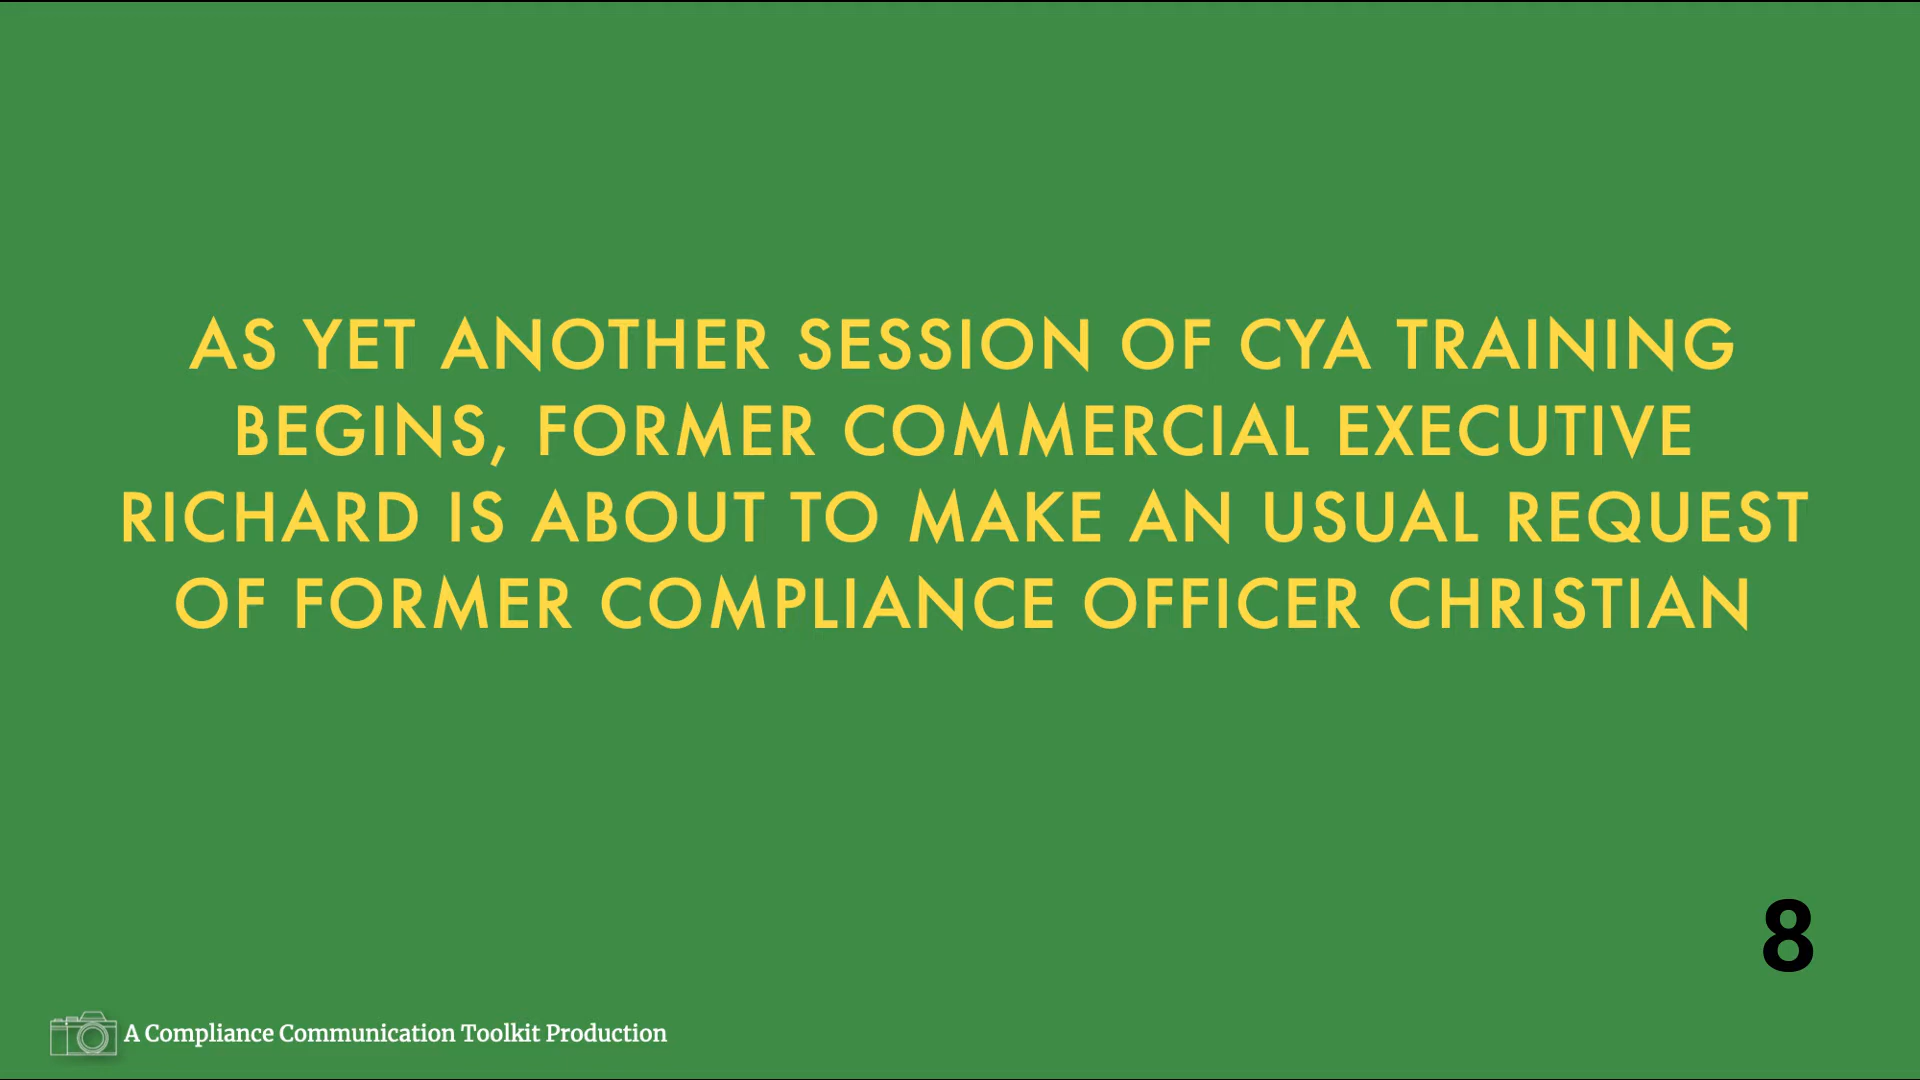 AS YET ANOTHER SESSION OF CYA TRAINING
BEGINS, FORMER COMMERCIAL EXECUTIVE
RICHARD IS ABOUT TO MAKE AN USUAL REQUEST
OF FORMER COMPLIANCE OFFICER CHRISTIAN
8
A Compliance Communication Toolkit Production